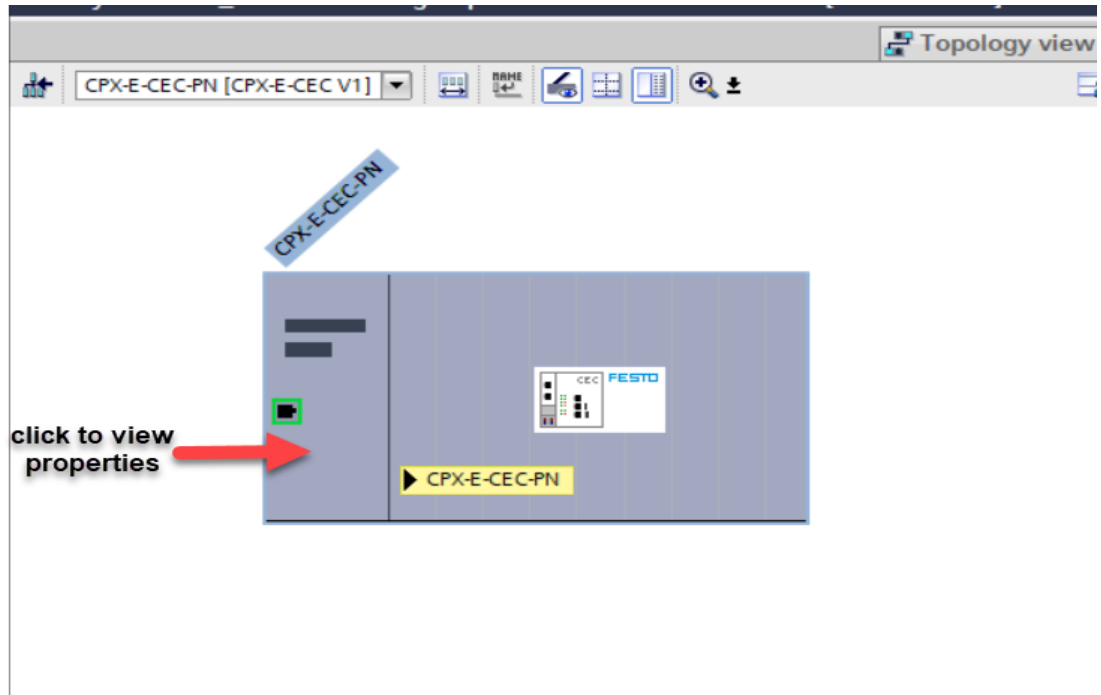 Topology view
CPX-E-CEC-PN [CPX-E-CEC V1]
NAME
±
CPX-E-CEC-PN
CEC FESTO
click to view
properties
CPX-E-CEC-PN